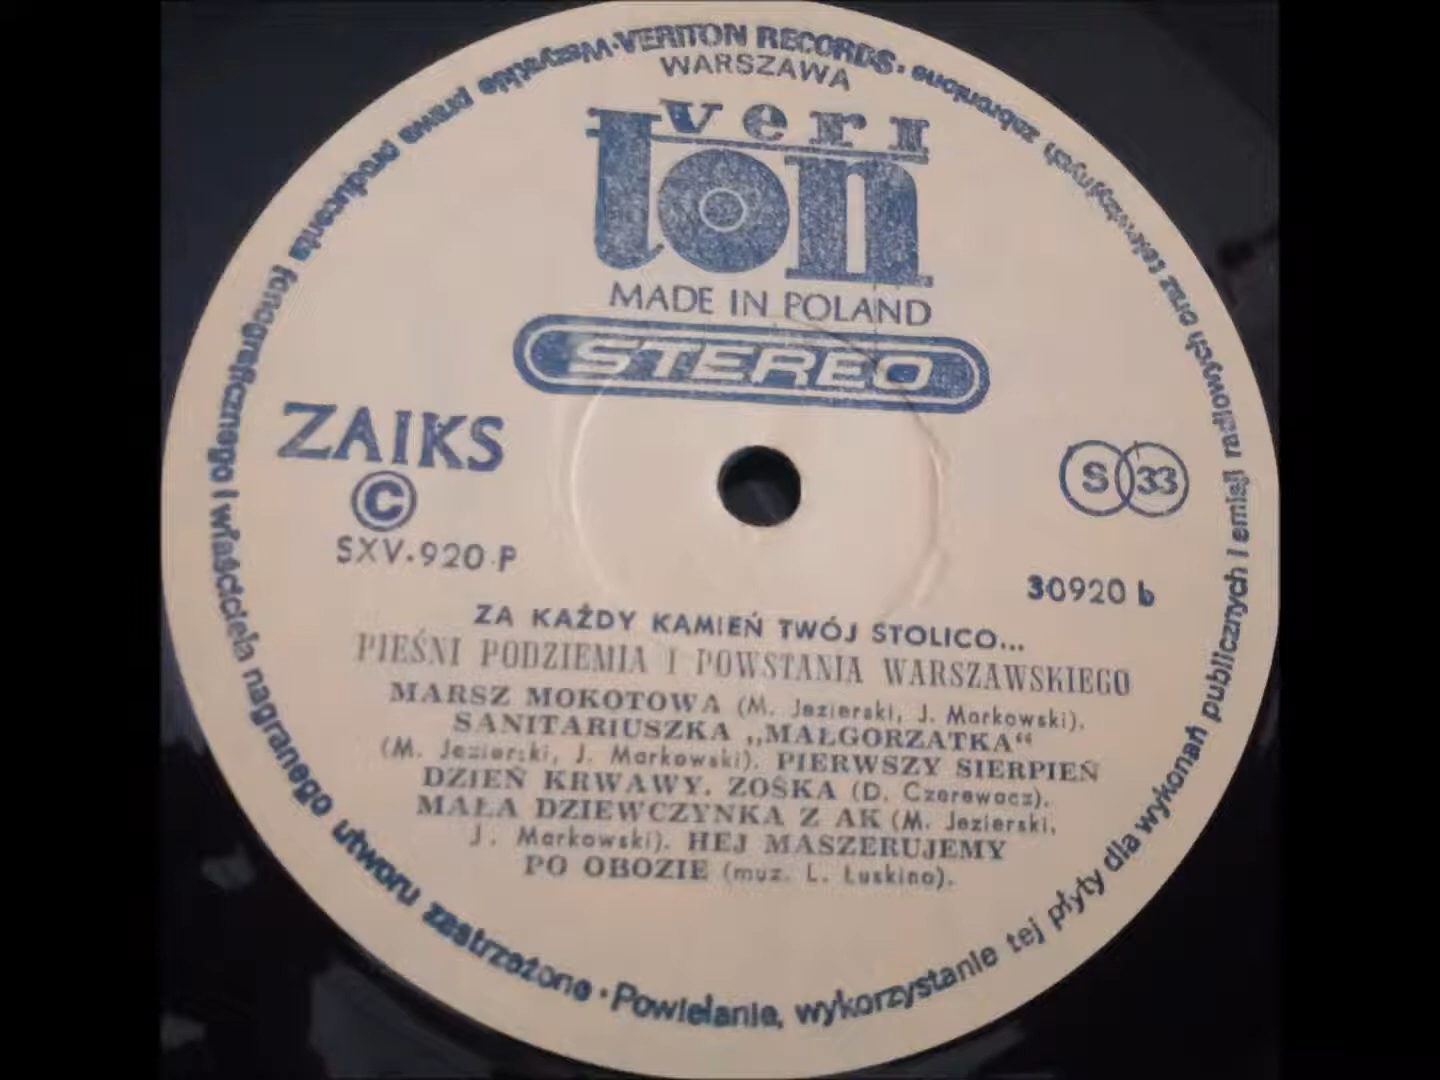 VERITON RECORDS · Wszystkie prawa producenta fonograficznego i właściciela nagranego utworu zastrzeżone · Powielanie, wykorzystanie tej płyty dla wykonań publicznych i emisji radiowych oraz telewizyjnych zabronione ·
WARSZAWA
veri
ton
MADE IN POLAND
STEREO
ZAIKS
©
S 33
SXV-920 P
30920 b
ZA KAŻDY KAMIEŃ TWÓJ STOLICO...
PIEŚNI PODZIEMIA I POWSTANIA WARSZAWSKIEGO
MARSZ MOKOTOWA (M. Jezierski, J. Markowski).
SANITARIUSZKA „MAŁGORZATKA“
(M. Jezierski, J. Markowski). PIERWSZY SIERPIEŃ
DZIEŃ KRWAWY. ZOŚKA (D. Czerewacz).
MAŁA DZIEWCZYNKA Z AK (M. Jezierski,
J. Markowski). HEJ MASZERUJEMY
PO OBOZIE (muz. L. Łuskino).